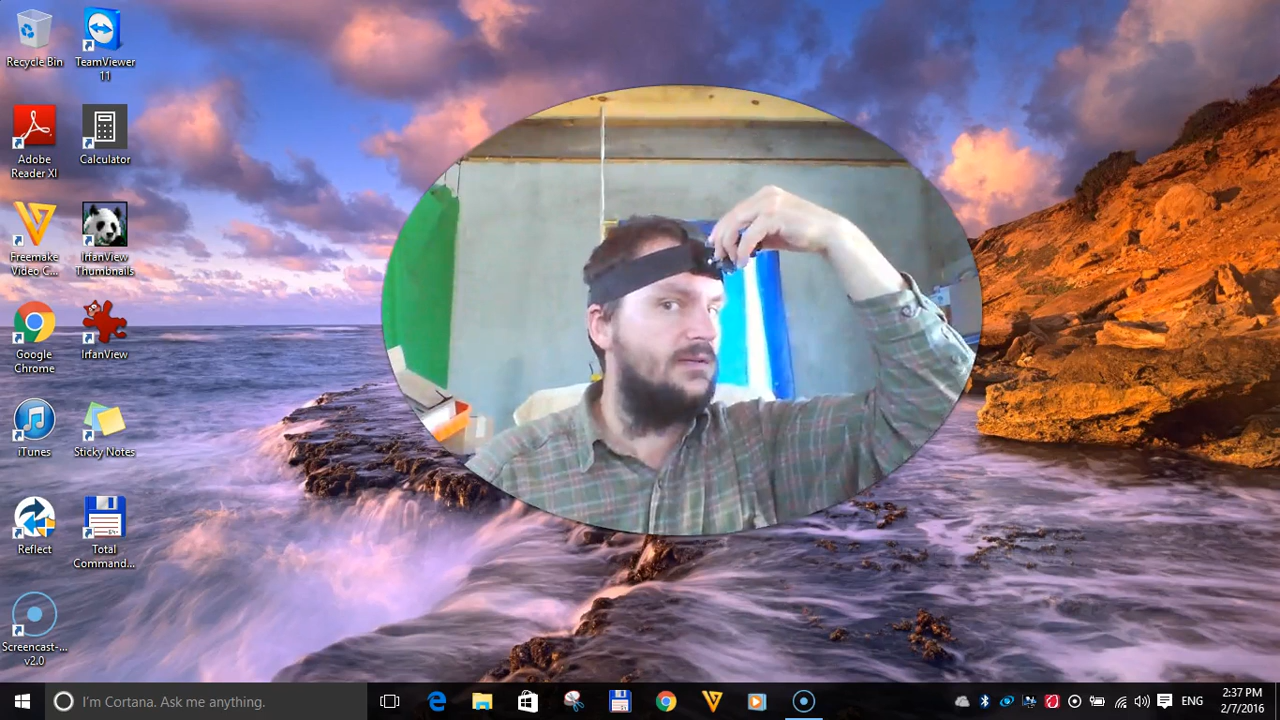 Recycle Bin
TeamViewer
11
Adobe
Reader XI
Calculator
Freemake
Video C...
IrfanView
Thumbnails
Google
Chrome
IrfanView
iTunes
Sticky Notes
Reflect
Total
Command...
Screencast-...
v2.0
I'm Cortana. Ask me anything.
ENG
2:37 PM
2/7/2016